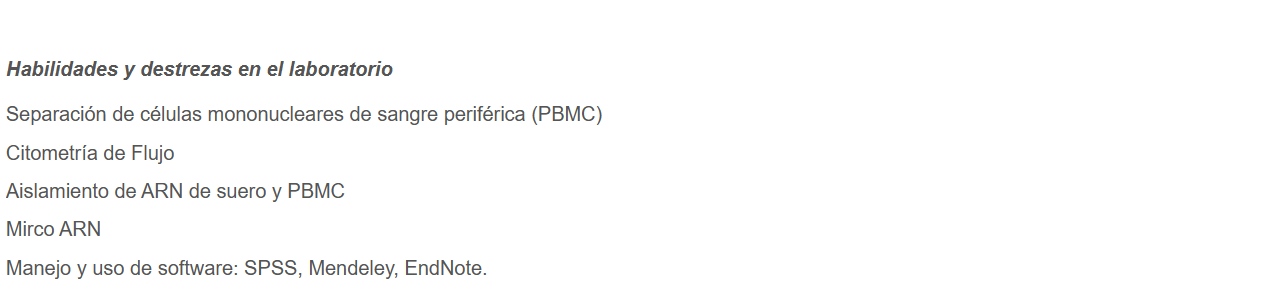 Habilidades y destrezas en el laboratorio
Separación de células mononucleares de sangre periférica (PBMC)
Citometría de Flujo
Aislamiento de ARN de suero y PBMC
Mirco ARN
Manejo y uso de software: SPSS, Mendeley, EndNote.